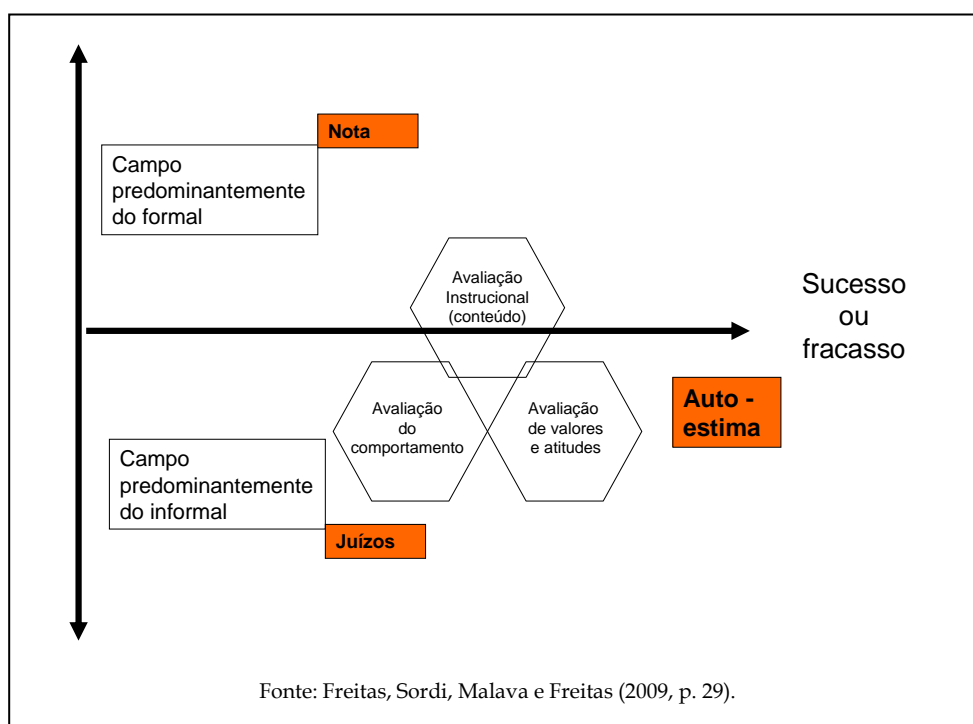 Nota
Campo
predominantemente
do formal
Avaliação
Instrucional
(conteúdo)
Sucesso
ou
fracasso
Avaliação
do
comportamento
Avaliação
de valores
e atitudes
Auto -
estima
Campo
predominantemente
do informal
Juízos
Fonte: Freitas, Sordi, Malava e Freitas (2009, p. 29).